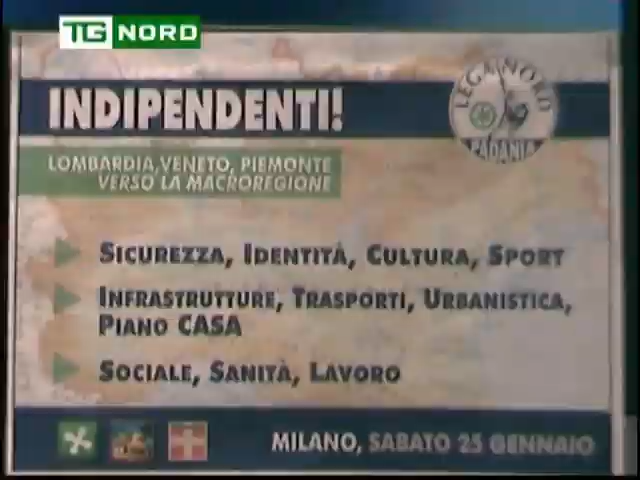 TG NORD
INDIPENDENTI!
LEGA NORD
PADANIA
LOMBARDIA, VENETO, PIEMONTE
VERSO LA MACROREGIONE
SICUREZZA, IDENTITÀ, CULTURA, SPORT
INFRASTRUTTURE, TRASPORTI, URBANISTICA,
PIANO CASA
SOCIALE, SANITÀ, LAVORO
MILANO, SABATO 25 GENNAIO